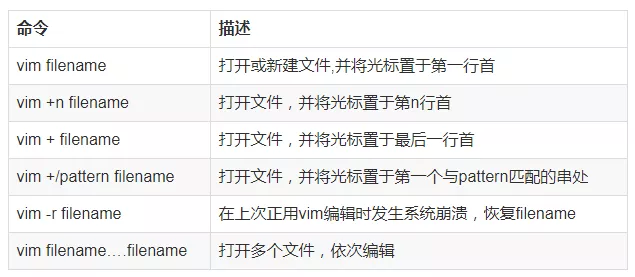 命令 描述
vim filename 打开或新建文件,并将光标置于第一行首
vim +n filename 打开文件，并将光标置于第n行首
vim + filename 打开文件，并将光标置于最后一行首
vim +/pattern filename 打开文件，并将光标置于第一个与pattern匹配的串处
vim -r filename 在上次正用vim编辑时发生系统崩溃，恢复filename
vim filename….filename 打开多个文件，依次编辑